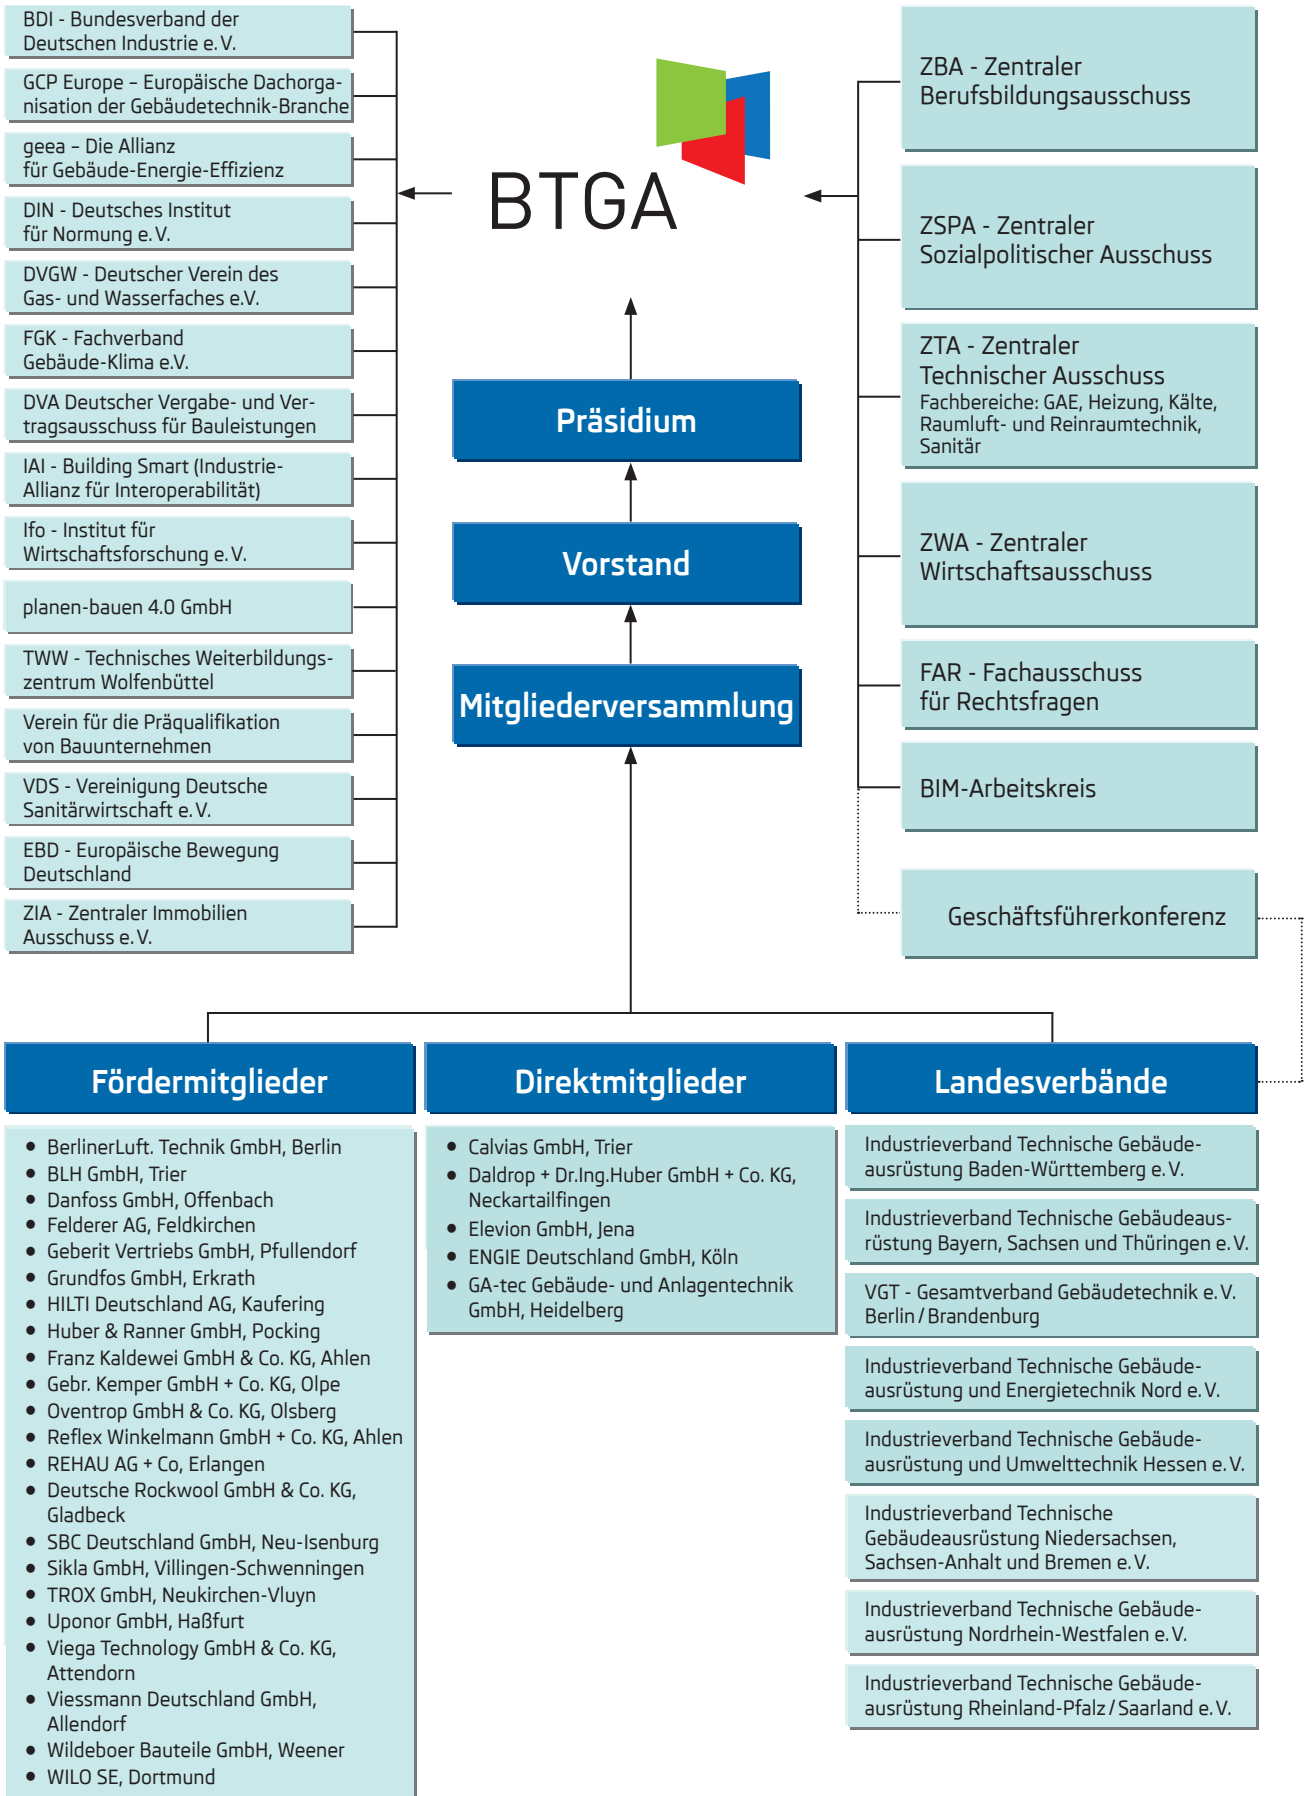 BDI - Bundesverband der
Deutschen Industrie e.V.
GCP Europe – Europäische Dachorga-
nisation der Gebäudetechnik-Branche
geea – Die Allianz
für Gebäude-Energie-Effizienz
DIN - Deutsches Institut
für Normung e.V.
DVGW - Deutscher Verein des
Gas- und Wasserfaches e.V.
FGK - Fachverband
Gebäude-Klima e.V.
DVA Deutscher Vergabe- und Ver-
tragsausschuss für Bauleistungen
IAI - Building Smart (Industrie-
Allianz für Interoperabilität)
Ifo - Institut für
Wirtschaftsforschung e.V.
planen-bauen 4.0 GmbH
TWW - Technisches Weiterbildungs-
zentrum Wolfenbüttel
Verein für die Präqualifikation
von Bauunternehmen
VDS - Vereinigung Deutsche
Sanitärwirtschaft e.V.
EBD - Europäische Bewegung
Deutschland
ZIA - Zentraler Immobilien
Ausschuss e.V.
BTGA
Präsidium
Vorstand
Mitgliederversammlung
ZBA - Zentraler
Berufsbildungsausschuss
ZSPA - Zentraler
Sozialpolitischer Ausschuss
ZTA - Zentraler
Technischer Ausschuss
Fachbereiche: GAE, Heizung, Kälte,
Raumluft- und Reinraumtechnik,
Sanitär
ZWA - Zentraler
Wirtschaftsausschuss
FAR - Fachausschuss
für Rechtsfragen
BIM-Arbeitskreis
Geschäftsführerkonferenz
Fördermitglieder
• BerlinerLuft. Technik GmbH, Berlin
• BLH GmbH, Trier
• Danfoss GmbH, Offenbach
• Felderer AG, Feldkirchen
• Geberit Vertriebs GmbH, Pfullendorf
• Grundfos GmbH, Erkrath
• HILTI Deutschland AG, Kaufering
• Huber & Ranner GmbH, Pocking
• Franz Kaldewei GmbH & Co. KG, Ahlen
• Gebr. Kemper GmbH + Co. KG, Olpe
• Oventrop GmbH & Co. KG, Olsberg
• Reflex Winkelmann GmbH + Co. KG, Ahlen
• REHAU AG + Co, Erlangen
• Deutsche Rockwool GmbH & Co. KG,
Gladbeck
• SBC Deutschland GmbH, Neu-Isenburg
• Sikla GmbH, Villingen-Schwenningen
• TROX GmbH, Neukirchen-Vluyn
• Uponor GmbH, Haßfurt
• Viega Technology GmbH & Co. KG,
Attendorn
• Viessmann Deutschland GmbH,
Allendorf
• Wildeboer Bauteile GmbH, Weener
• WILO SE, Dortmund
Direktmitglieder
• Calvias GmbH, Trier
• Daldrop + Dr.Ing.Huber GmbH + Co. KG,
Neckartailfingen
• Elevion GmbH, Jena
• ENGIE Deutschland GmbH, Köln
• GA-tec Gebäude- und Anlagentechnik
GmbH, Heidelberg
Landesverbände
Industrieverband Technische Gebäude-
ausrüstung Baden-Württemberg e.V.
Industrieverband Technische Gebäudeaus-
rüstung Bayern, Sachsen und Thüringen e.V.
VGT - Gesamtverband Gebäudetechnik e.V.
Berlin/Brandenburg
Industrieverband Technische Gebäude-
ausrüstung und Energietechnik Nord e.V.
Industrieverband Technische Gebäude-
ausrüstung und Umwelttechnik Hessen e.V.
Industrieverband Technische
Gebäudeausrüstung Niedersachsen,
Sachsen-Anhalt und Bremen e.V.
Industrieverband Technische Gebäude-
ausrüstung Nordrhein-Westfalen e.V.
Industrieverband Technische Gebäude-
ausrüstung Rheinland-Pfalz/Saarland e.V.